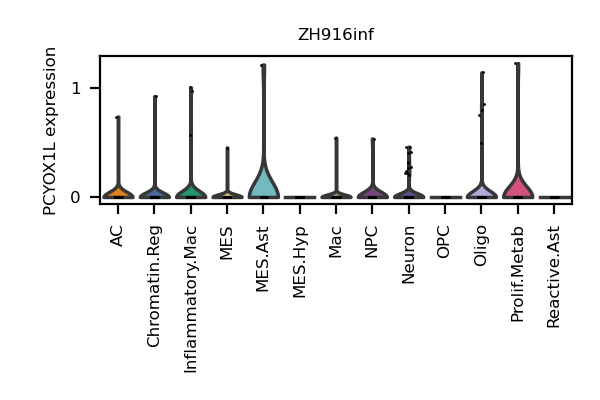 ZH916inf
PCYOX1L expression
1
0
AC
Chromatin.Reg
Inflammatory.Mac
MES
MES.Ast
MES.Hyp
Mac
NPC
Neuron
OPC
Oligo
Prolif.Metab
Reactive.Ast